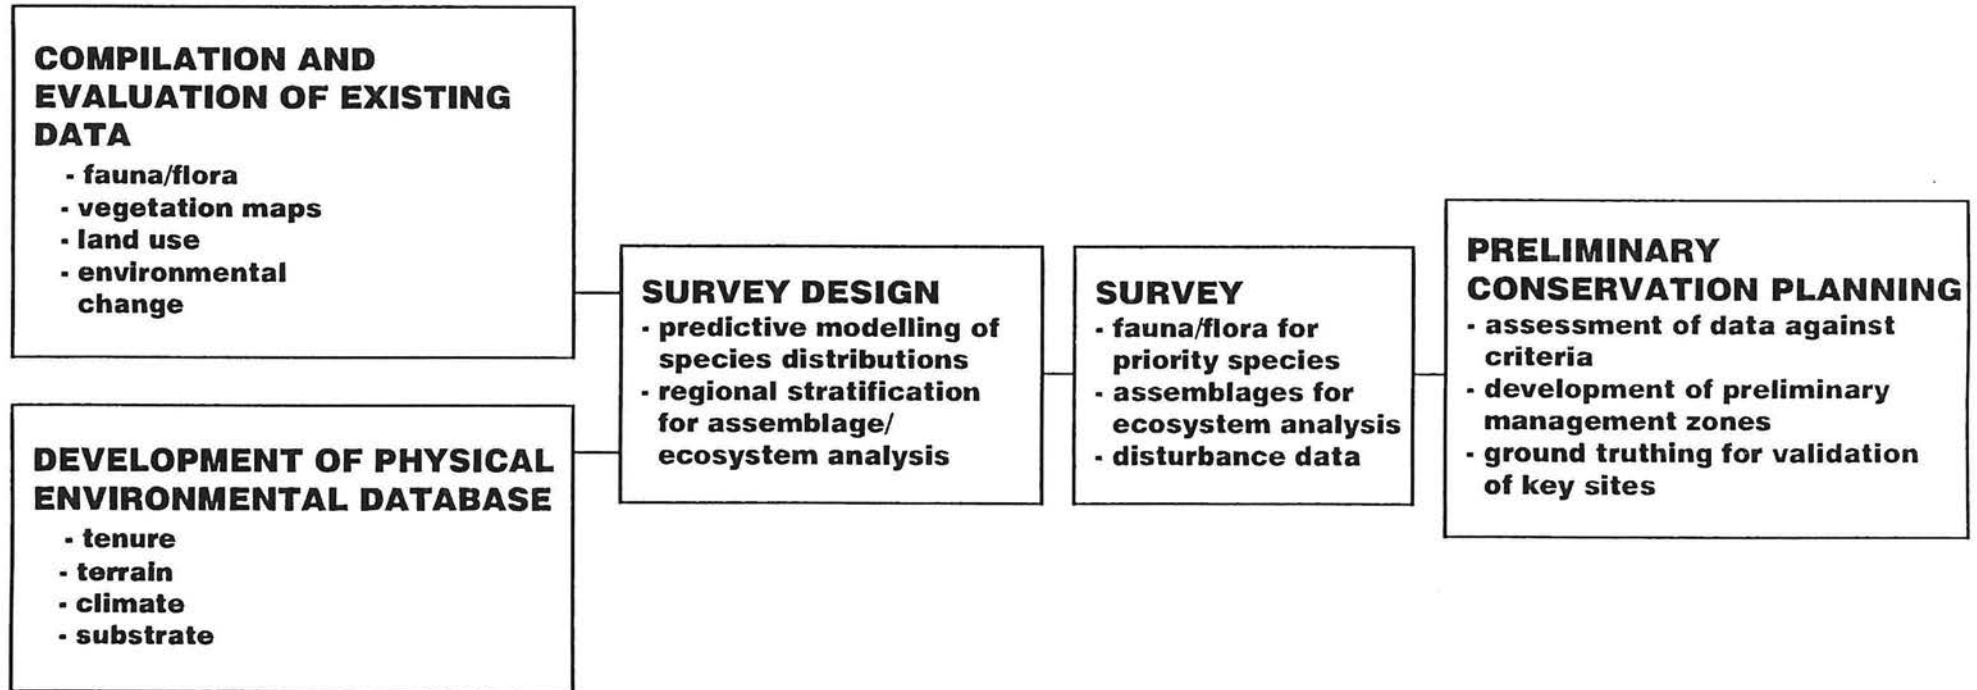 COMPILATION AND
EVALUATION OF EXISTING
DATA
- fauna/flora
- vegetation maps
- land use
- environmental
change
DEVELOPMENT OF PHYSICAL
ENVIRONMENTAL DATABASE
- tenure
- terrain
- climate
- substrate
SURVEY DESIGN
- predictive modelling of
species distributions
- regional stratification
for assemblage/
ecosystem analysis
SURVEY
- fauna/flora for
priority species
- assemblages for
ecosystem analysis
- disturbance data
PRELIMINARY
CONSERVATION PLANNING
- assessment of data against
criteria
- development of preliminary
management zones
- ground truthing for validation
of key sites